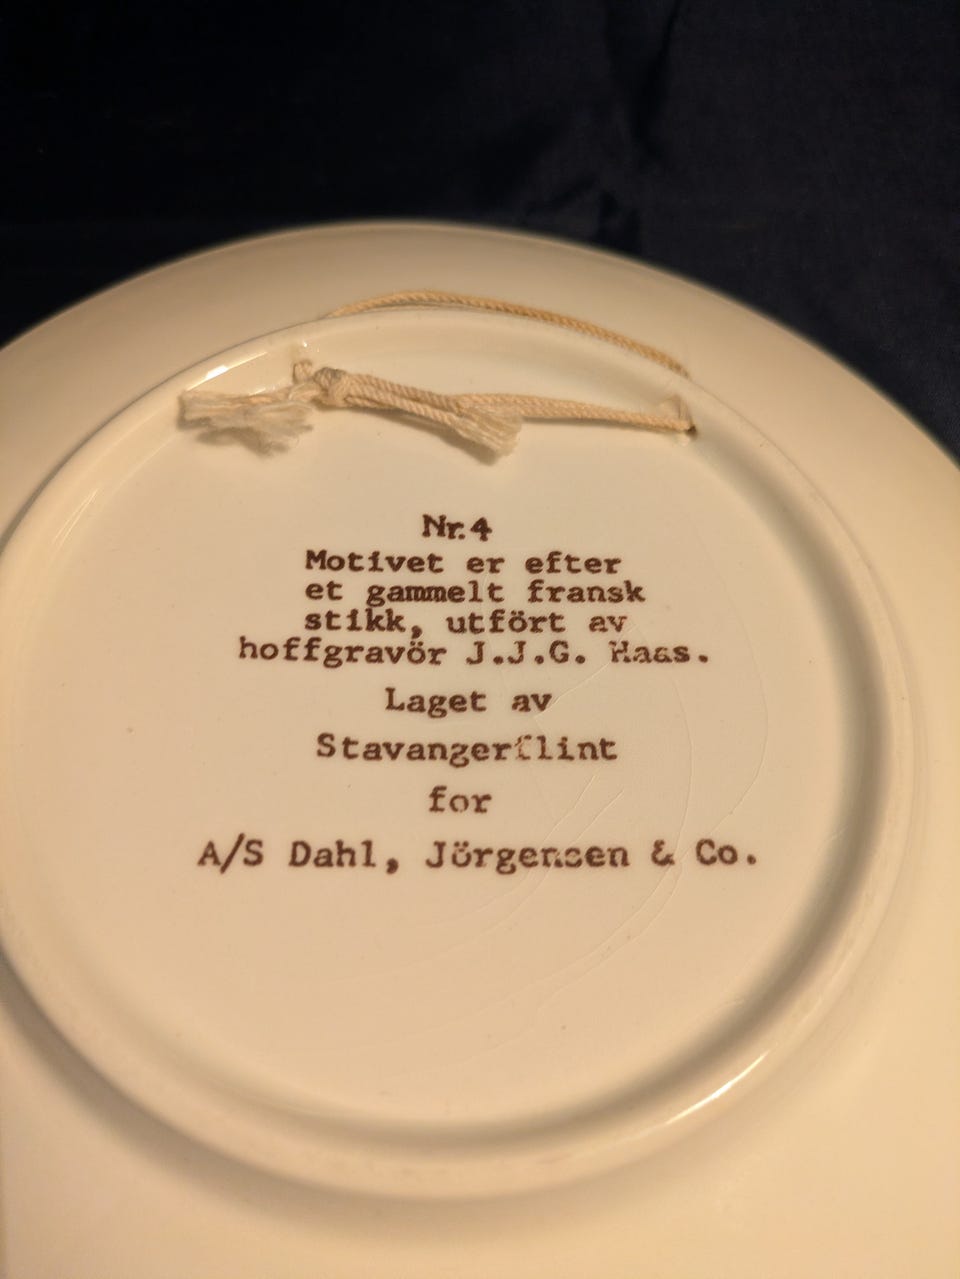 Nr.4
Motivet er efter
et gammelt fransk
stikk, utfört av
hoffgravör J.J.G. Haas.
Laget av
Stavangerflint
for
A/S Dahl, Jörgensen & Co.